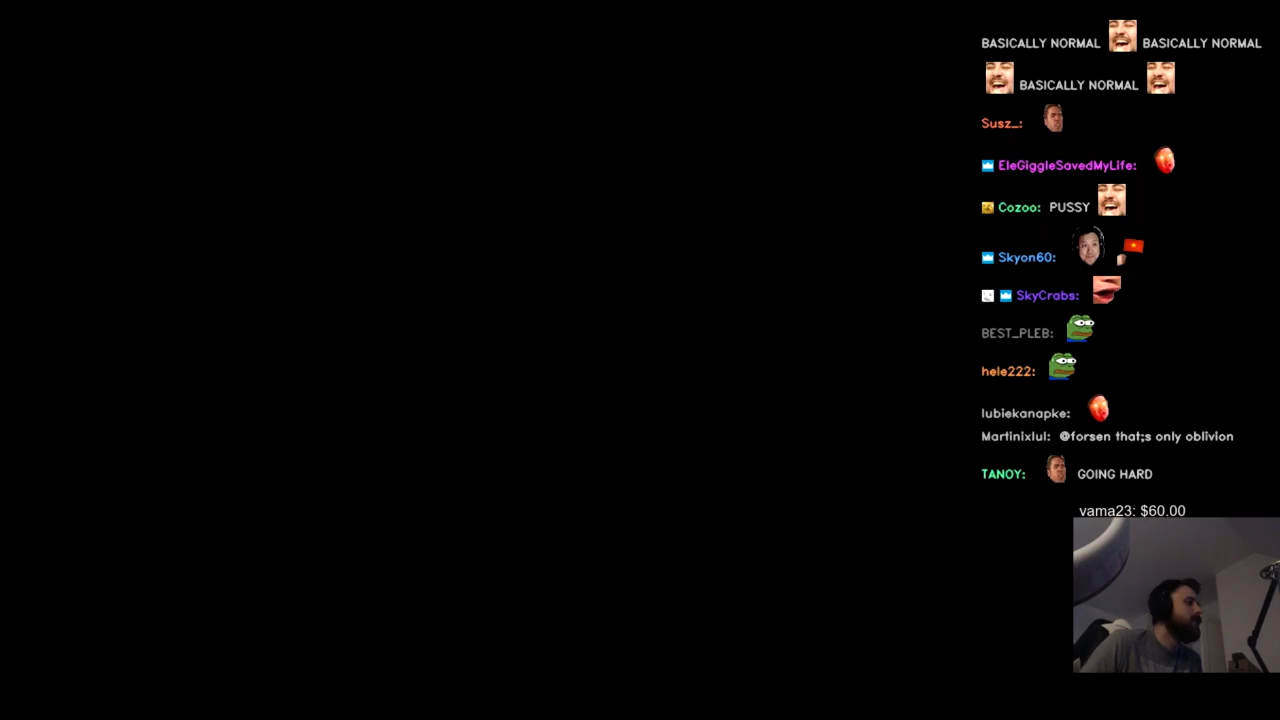 BASICALLY NORMAL BASICALLY NORMAL
BASICALLY NORMAL
Susz_:
EleGiggleSavedMyLife:
Cozoo: PUSSY
Skyon60:
SkyCrabs:
BEST_PLEB:
hele222:
lubiekanapke:
Martinixlul: @forsen that;s only oblivion
TANOY: GOING HARD
yama23: $60.00